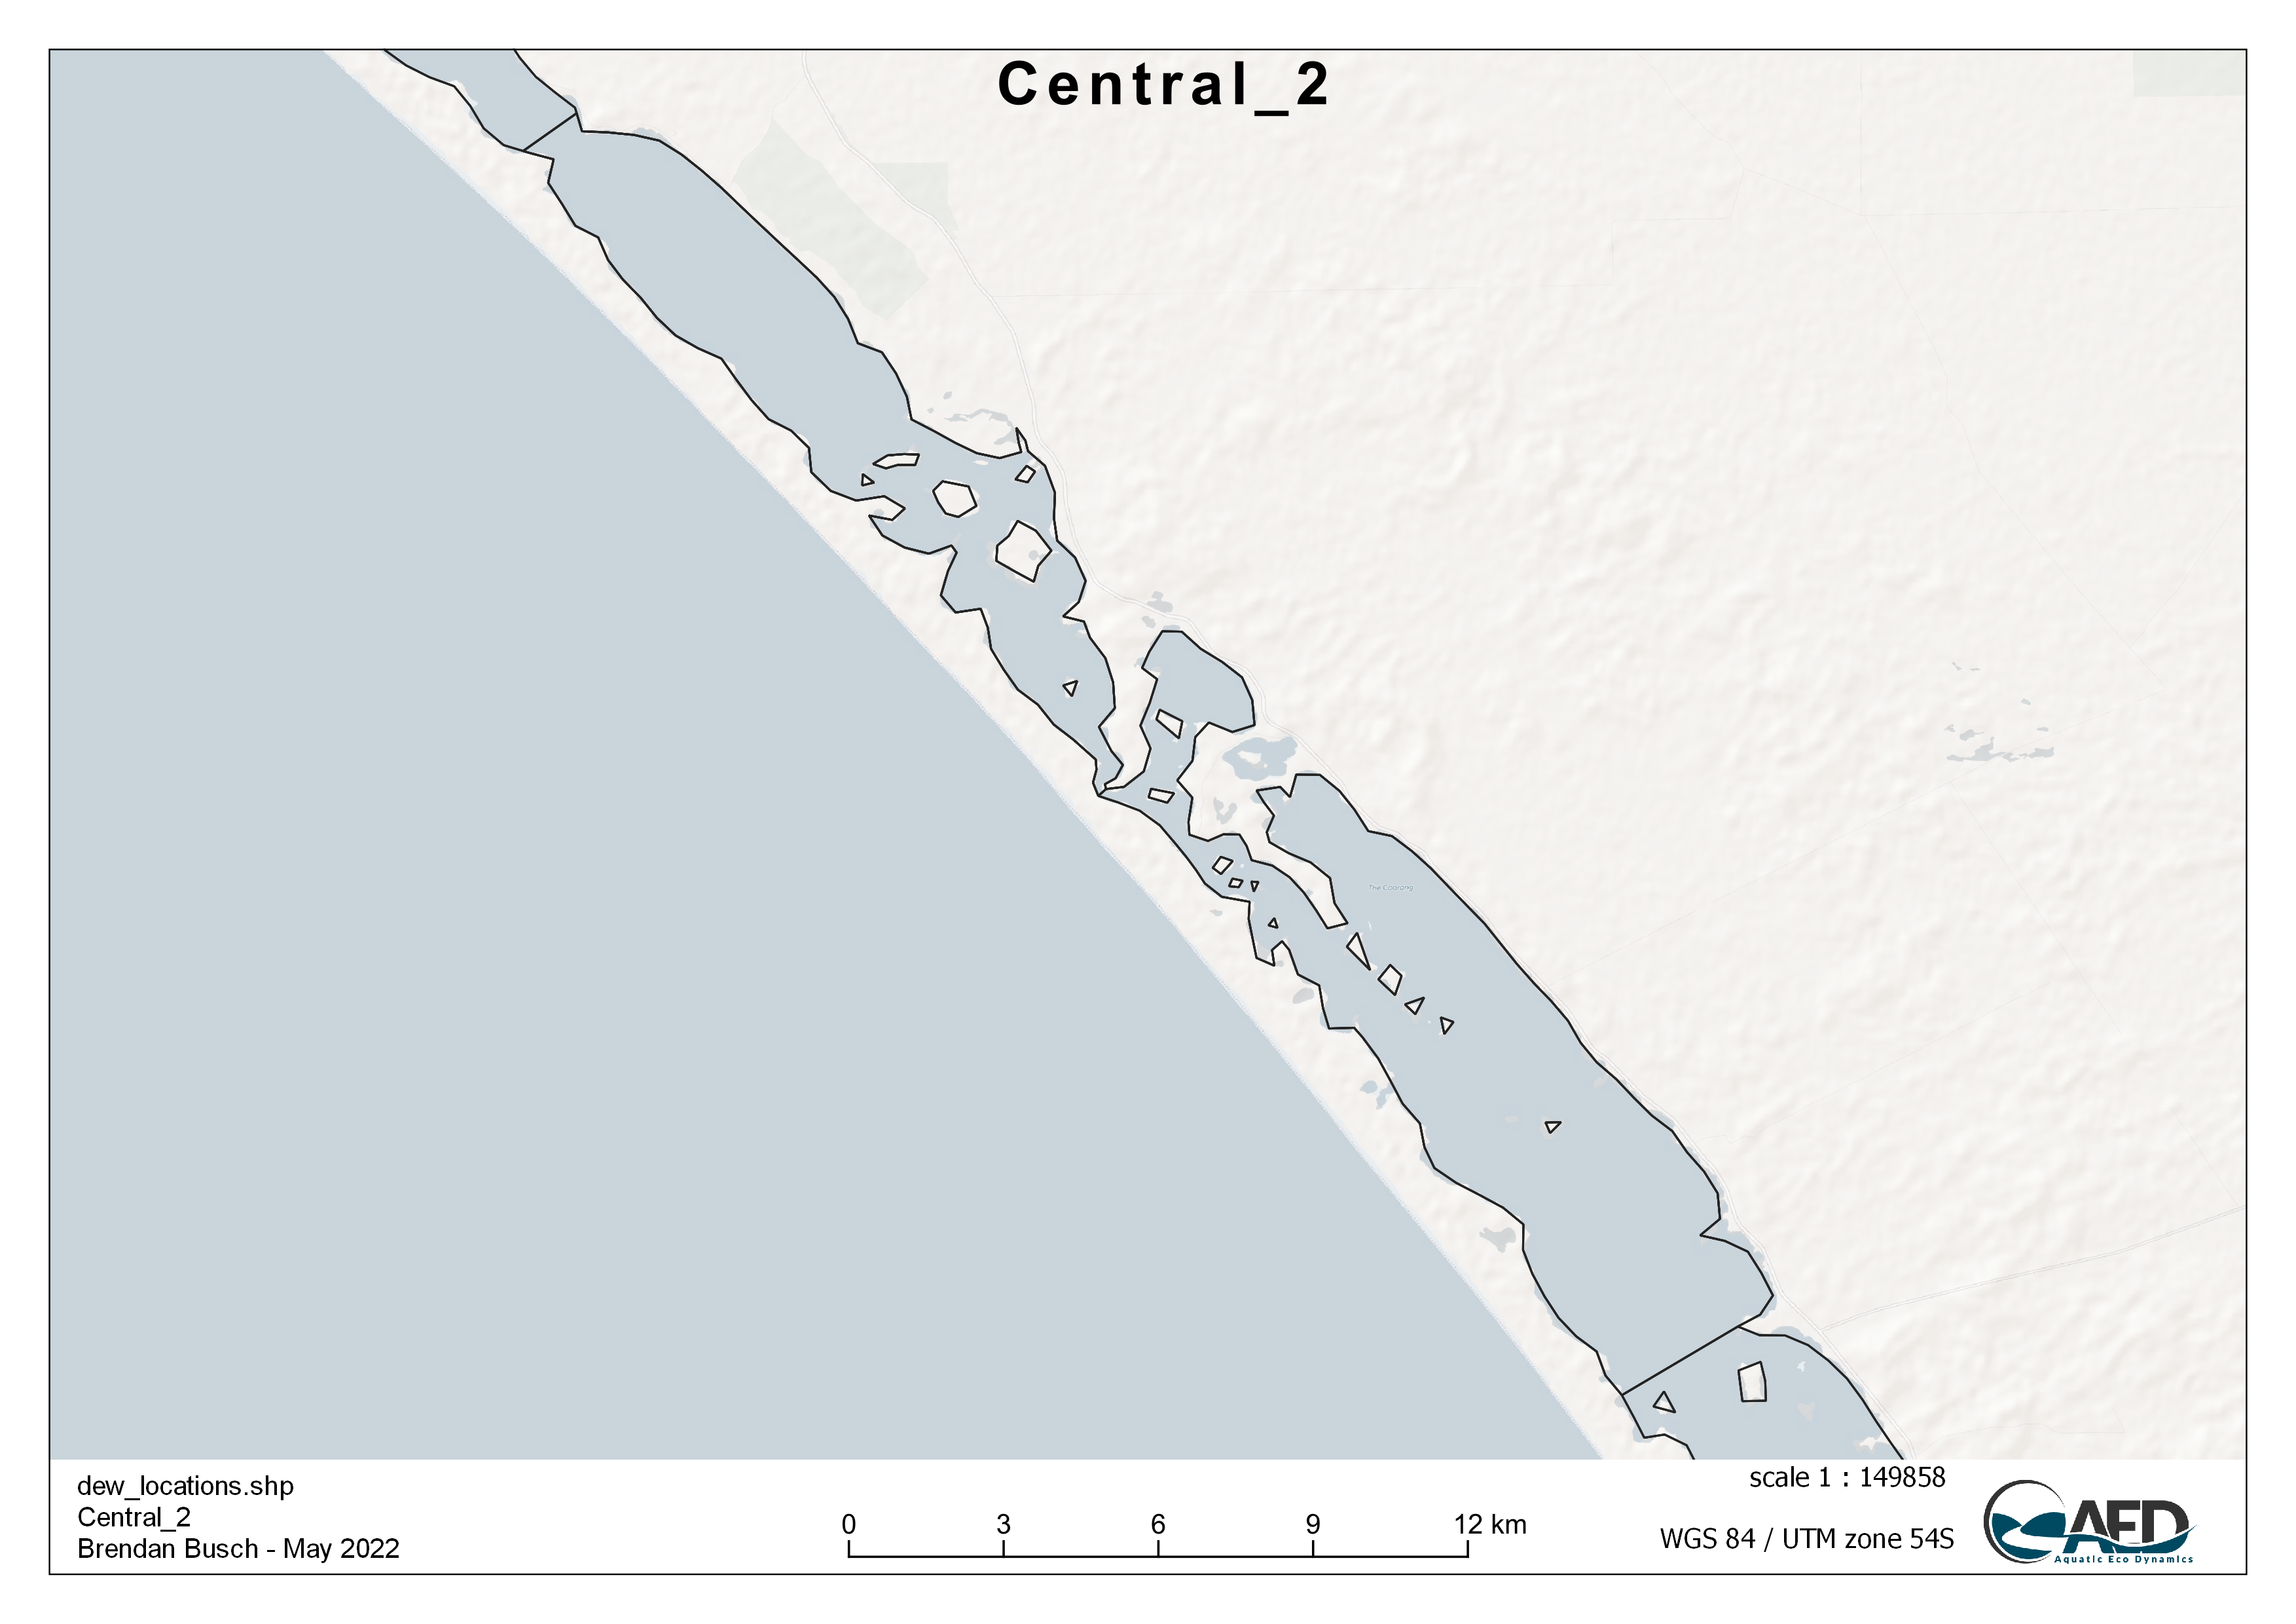 Central_2
The Coorong
dew_locations.shp
Central_2
Brendan Busch - May 2022
0 3 6 9 12 km
scale 1 : 149858
WGS 84 / UTM zone 54S
AED
Aquatic Eco Dynamics